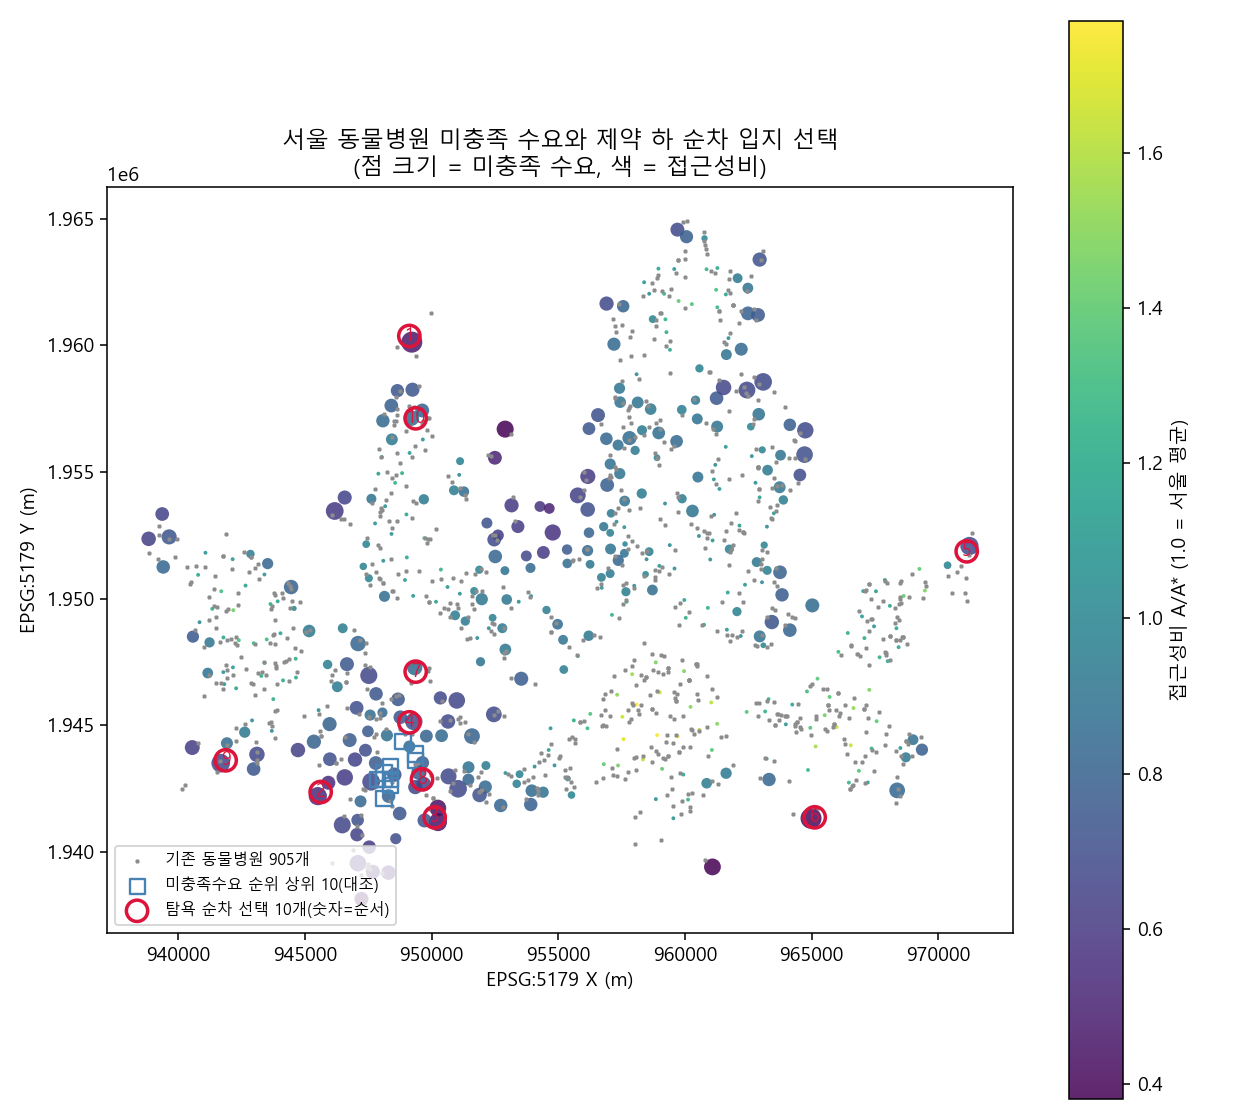 서울 동물병원 미충족 수요와 제약 하 순차 입지 선택
(점 크기 = 미충족 수요, 색 = 접근성비)
1e6
1.965
1.960
1.955
1.950
1.945
1.940
EPSG:5179 Y (m)
기존 동물병원 905개
미충족수요 순위 상위 10(대조)
탐욕 순차 선택 10개(숫자=순서)
940000
945000
950000
955000
960000
965000
970000
EPSG:5179 X (m)
1.6
1.4
1.2
1.0
0.8
0.6
0.4
접근성비 A/A* (1.0 = 서울 평균)